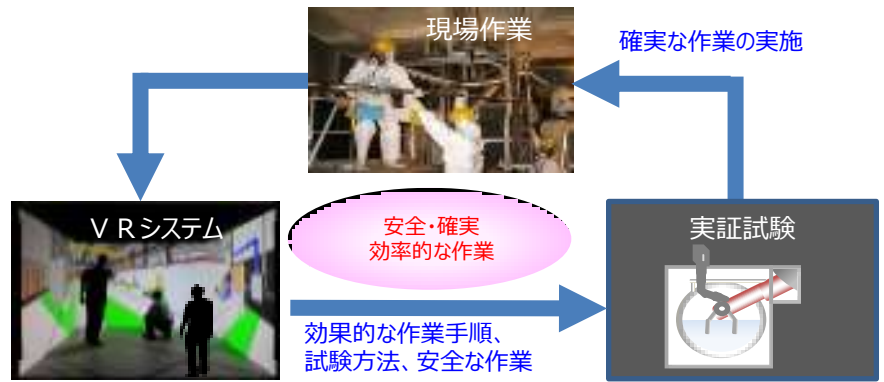 現場作業
確実な作業の実施
ＶＲシステム
安全・確実
効率的な作業
実証試験
効果的な作業手順、
試験方法、安全な作業